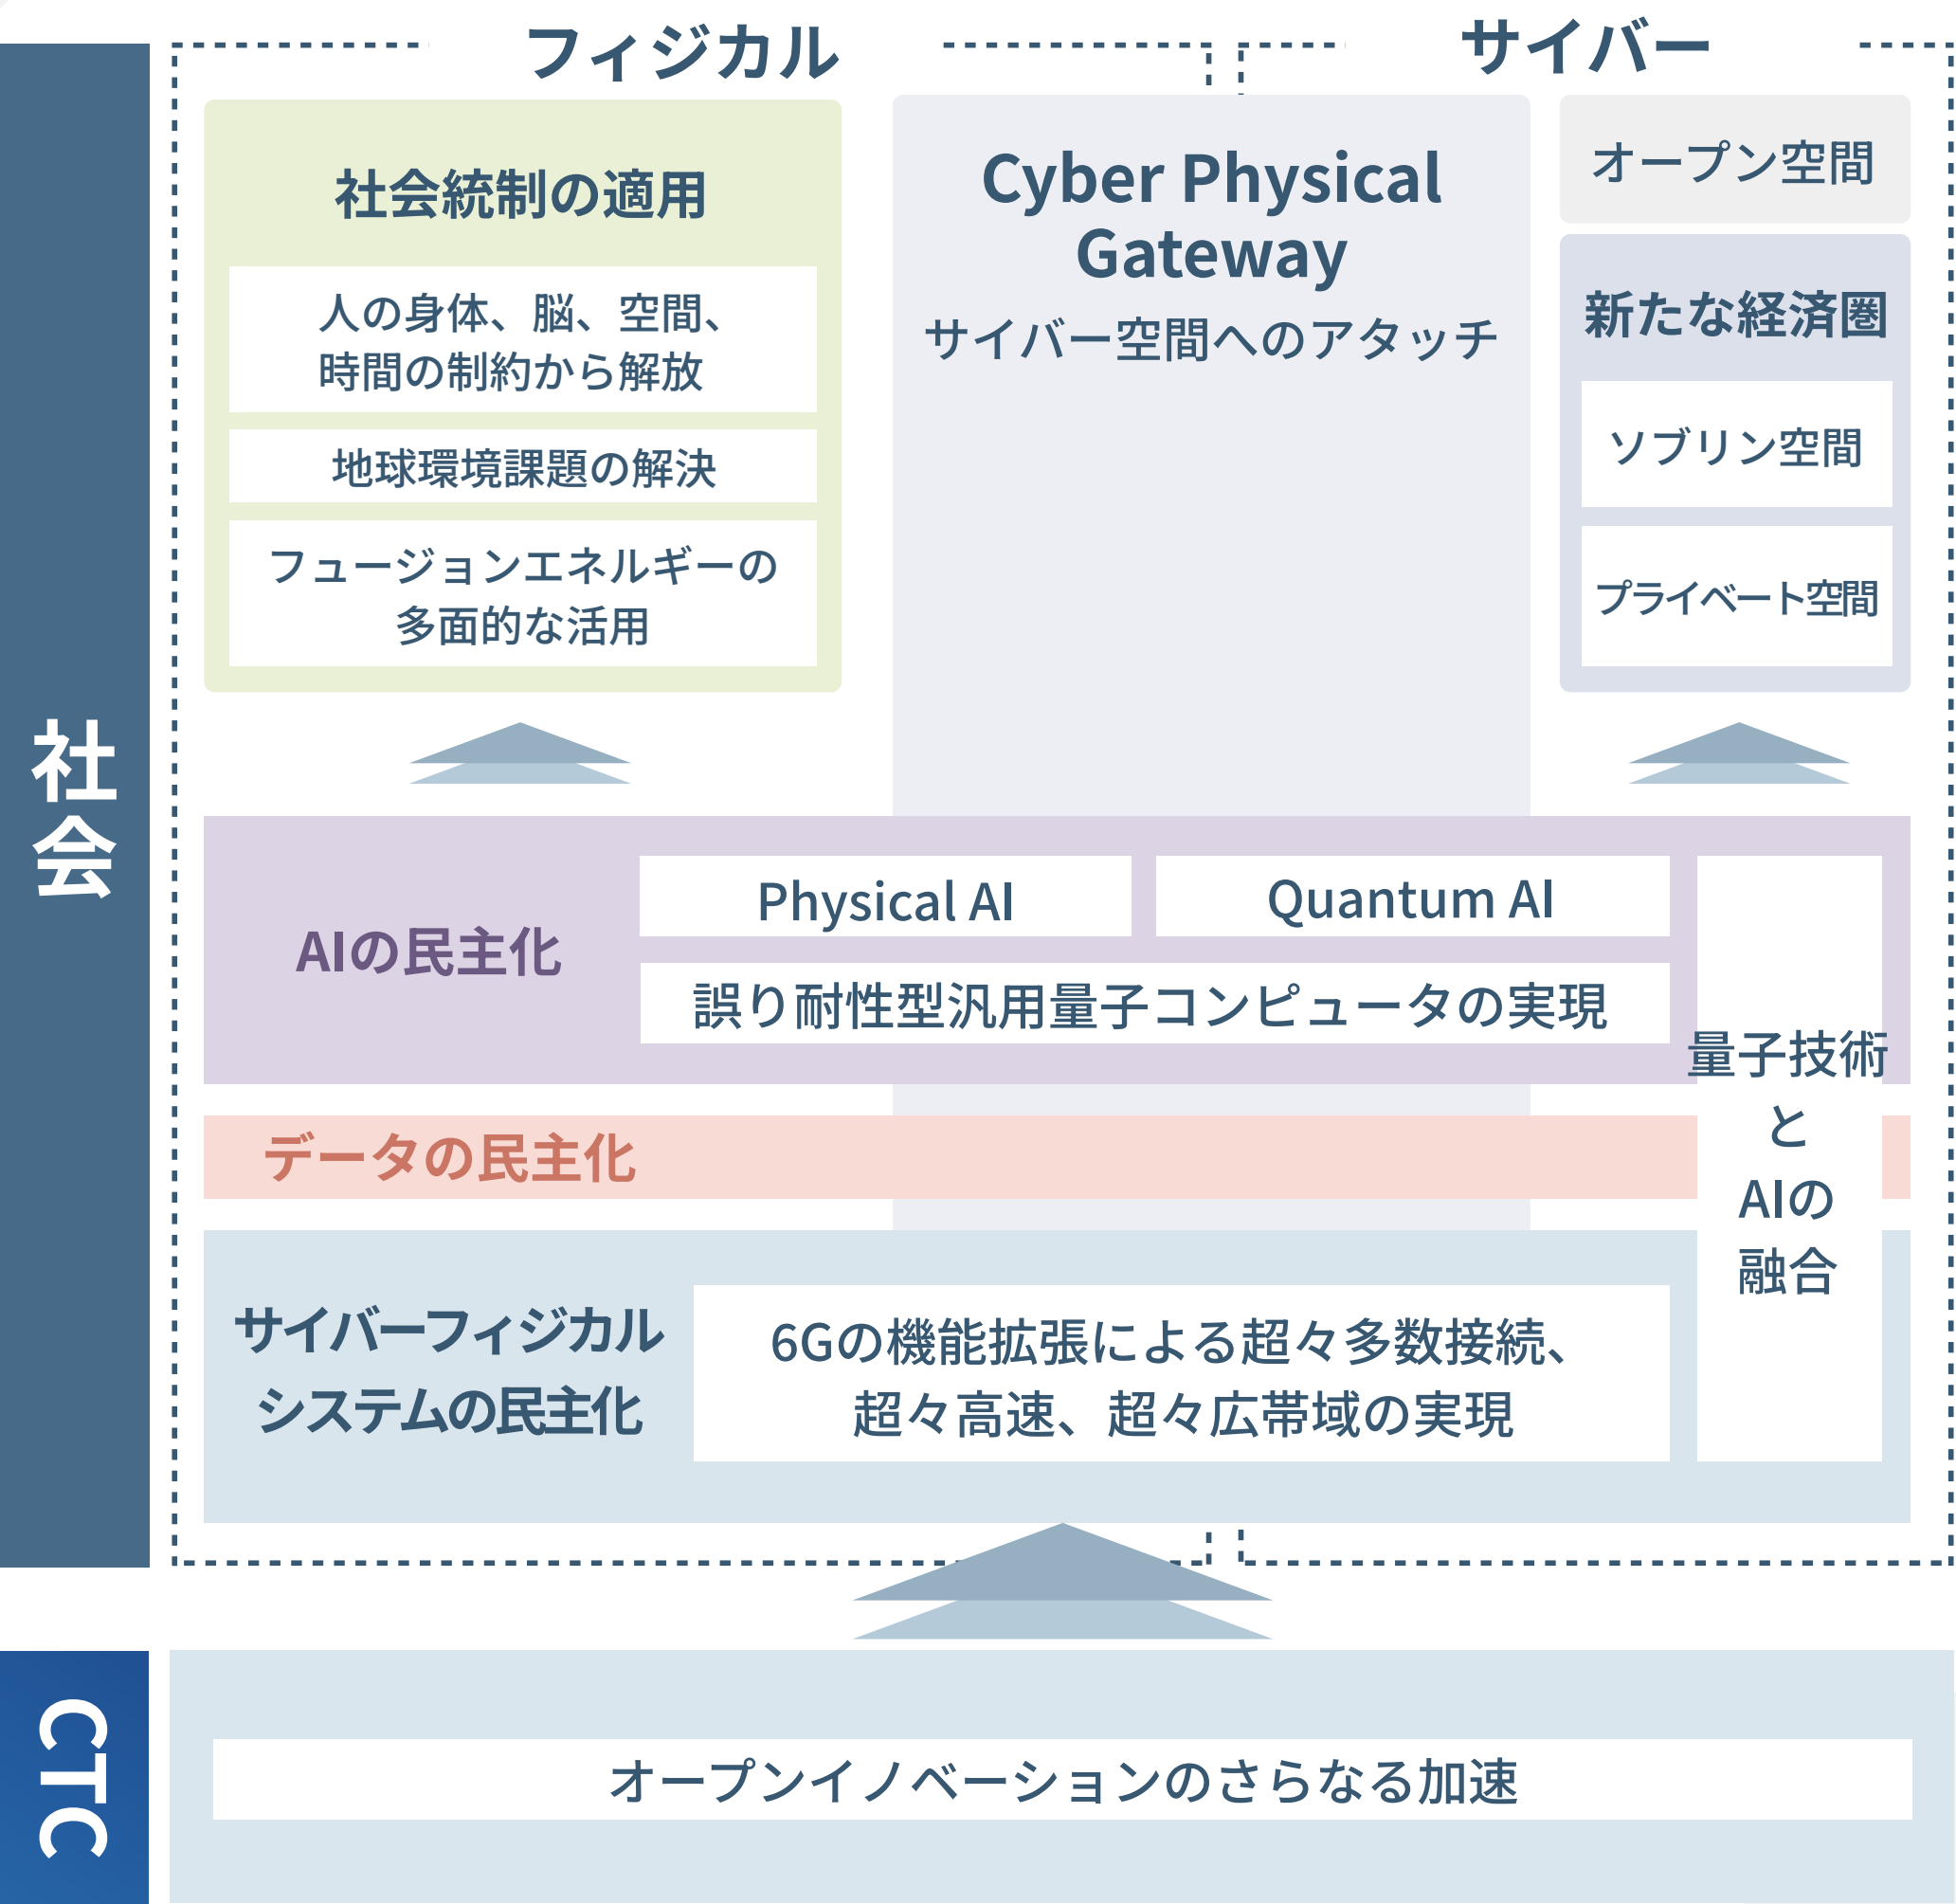 フィジカル
サイバー
社会
社会統制の適用
人の身体、脳、空間、
時間の制約から解放
地球環境課題の解決
フュージョンエネルギーの
多面的な活用
Cyber Physical
Gateway
サイバー空間へのアタッチ
オープン空間
新たな経済圏
ソブリン空間
プライベート空間
AIの民主化
Physical AI
Quantum AI
誤り耐性型汎用量子コンピュータの実現
量子技術
と
AIの
融合
データの民主化
サイバーフィジカル
システムの民主化
6Gの機能拡張による超々多数接続、
超々高速、超々広帯域の実現
CTC
オープンイノベーションのさらなる加速